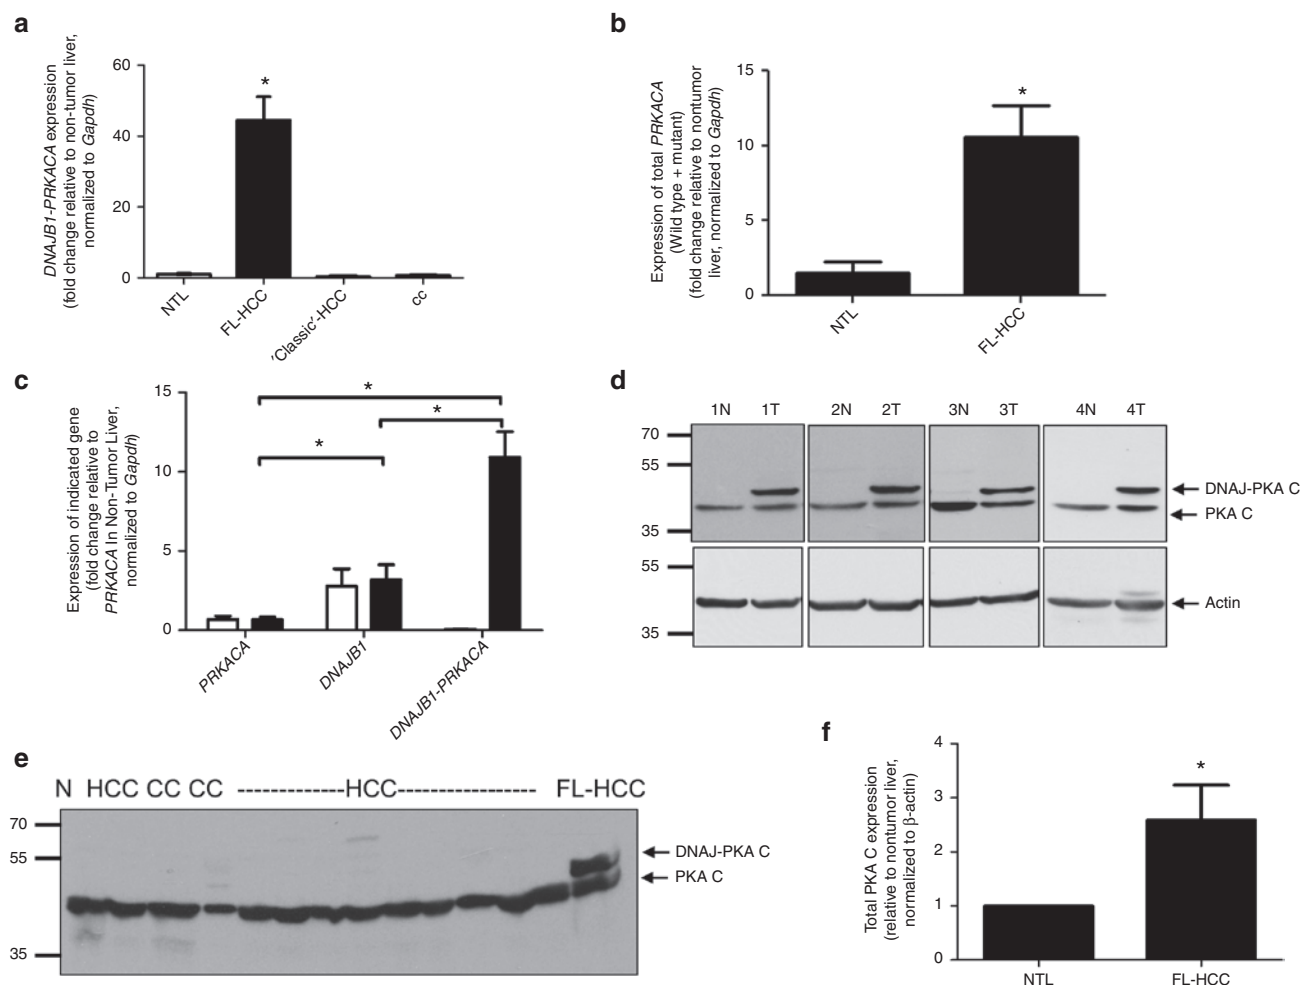 a
DNAJB1-PRKACA expression
(fold change relative to non-tumor liver,
normalized to Gapdh)
60
40
20
0
*
NTL
FL-HCC
'Classic'-HCC
cc
b
Expression of total PRKACA
(Wild type + mutant)
(fold change relative to nontumor
liver, normalized to Gapdh)
15
10
5
0
*
NTL
FL-HCC
c
Expression of indicated gene
(fold change relative to
PRKACA In Non-Tumor Liver,
normalized to Gapdh)
15
10
5
0
*
*
*
PRKACA
DNAJB1
DNAJB1-PRKACA
d
1N 1T 2N 2T 3N 3T 4N 4T
70
55
35
DNAJ-PKA C
PKA C
55
35
Actin
e
N HCC CC CC -------------HCC----------------- FL-HCC
70
55
35
DNAJ-PKA C
PKA C
f
Total PKA C expression
(relative to nontumor liver,
normalized to β-actin)
4
3
2
1
0
*
NTL
FL-HCC